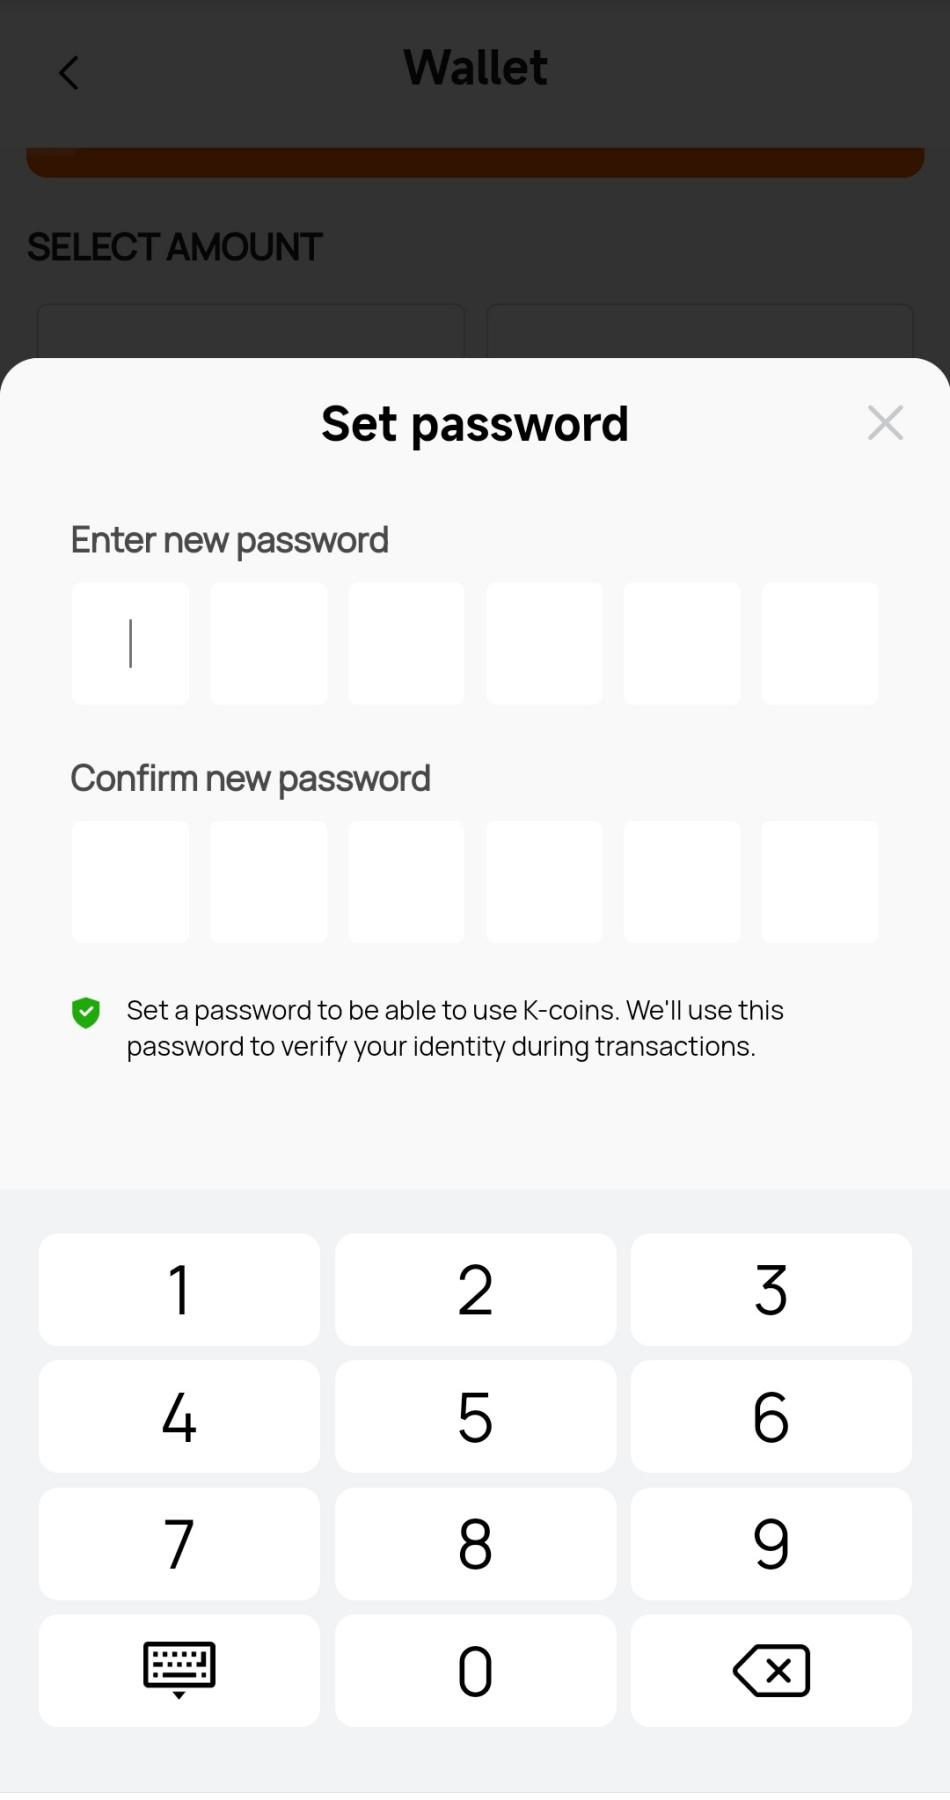 Wallet
SELECT AMOUNT
Set password
Enter new password
Confirm new password
Set a password to be able to use K-coins. We'll use this
password to verify your identity during transactions.
1 2 3
4 5 6
7 8 9
0